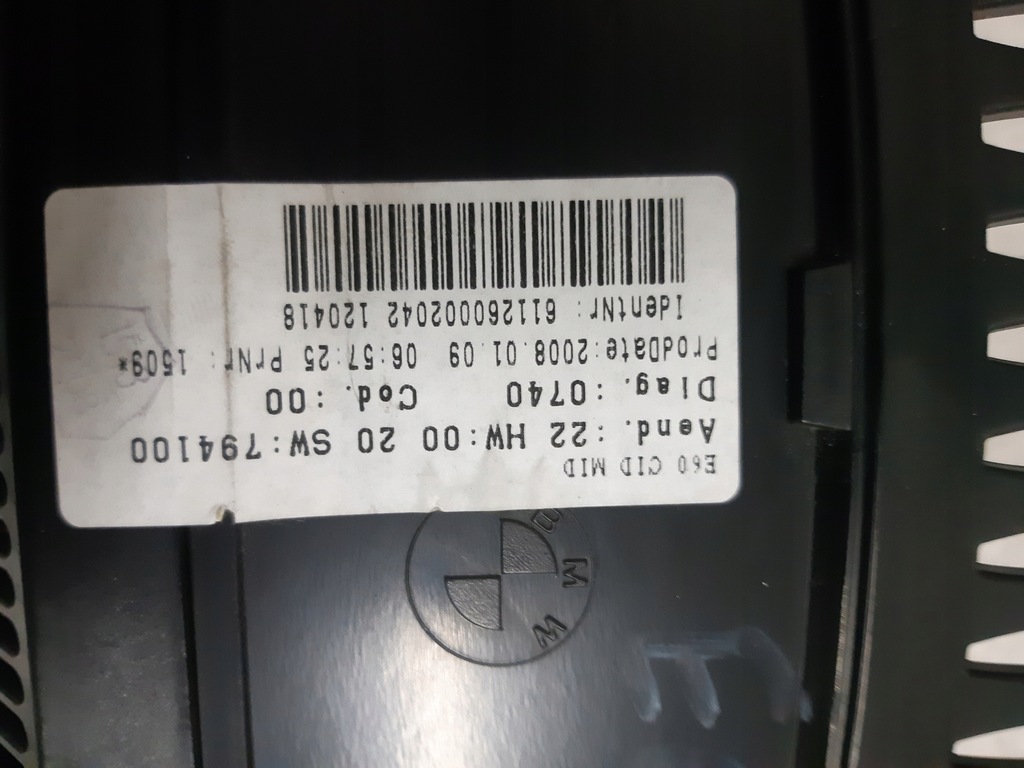 E60 CID MID
Aend. :22 HW:00 20 SW:794100
Diag. :0740 Cod. :00
ProdDate:2008.01.09 06:57:25 PrNr: 1509*
IdentNr: 611260002042 120418
BMW